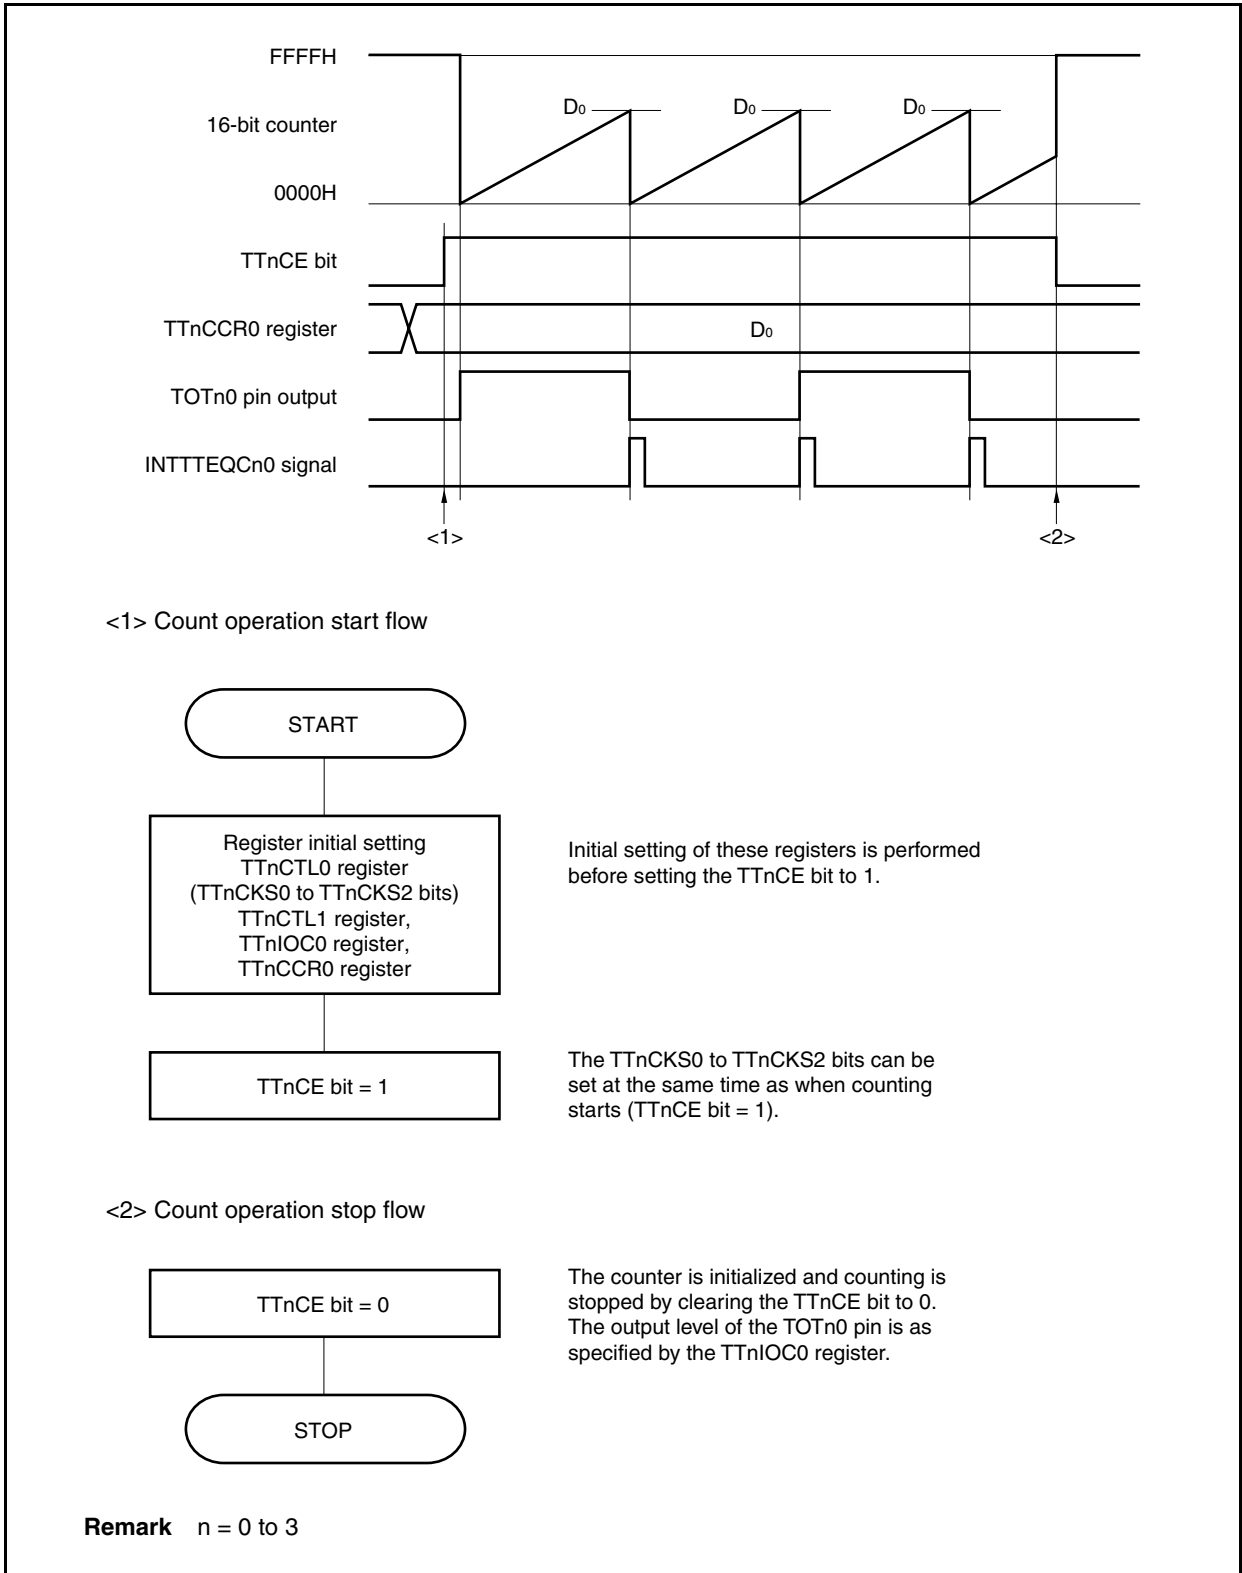 FFFFH
D0 D0 D0
16-bit counter
0000H
TTnCE bit
TTnCCR0 register D0
TOTn0 pin output
INTTTEQCn0 signal
<1> <2>
<1> Count operation start flow
START
Register initial setting
TTnCTL0 register
(TTnCKS0 to TTnCKS2 bits)
TTnCTL1 register,
TTnIOC0 register,
TTnCCR0 register
Initial setting of these registers is performed
before setting the TTnCE bit to 1.
TTnCE bit = 1
The TTnCKS0 to TTnCKS2 bits can be
set at the same time as when counting
starts (TTnCE bit = 1).
<2> Count operation stop flow
TTnCE bit = 0
The counter is initialized and counting is
stopped by clearing the TTnCE bit to 0.
The output level of the TOTn0 pin is as
specified by the TTnIOC0 register.
STOP
Remark n = 0 to 3